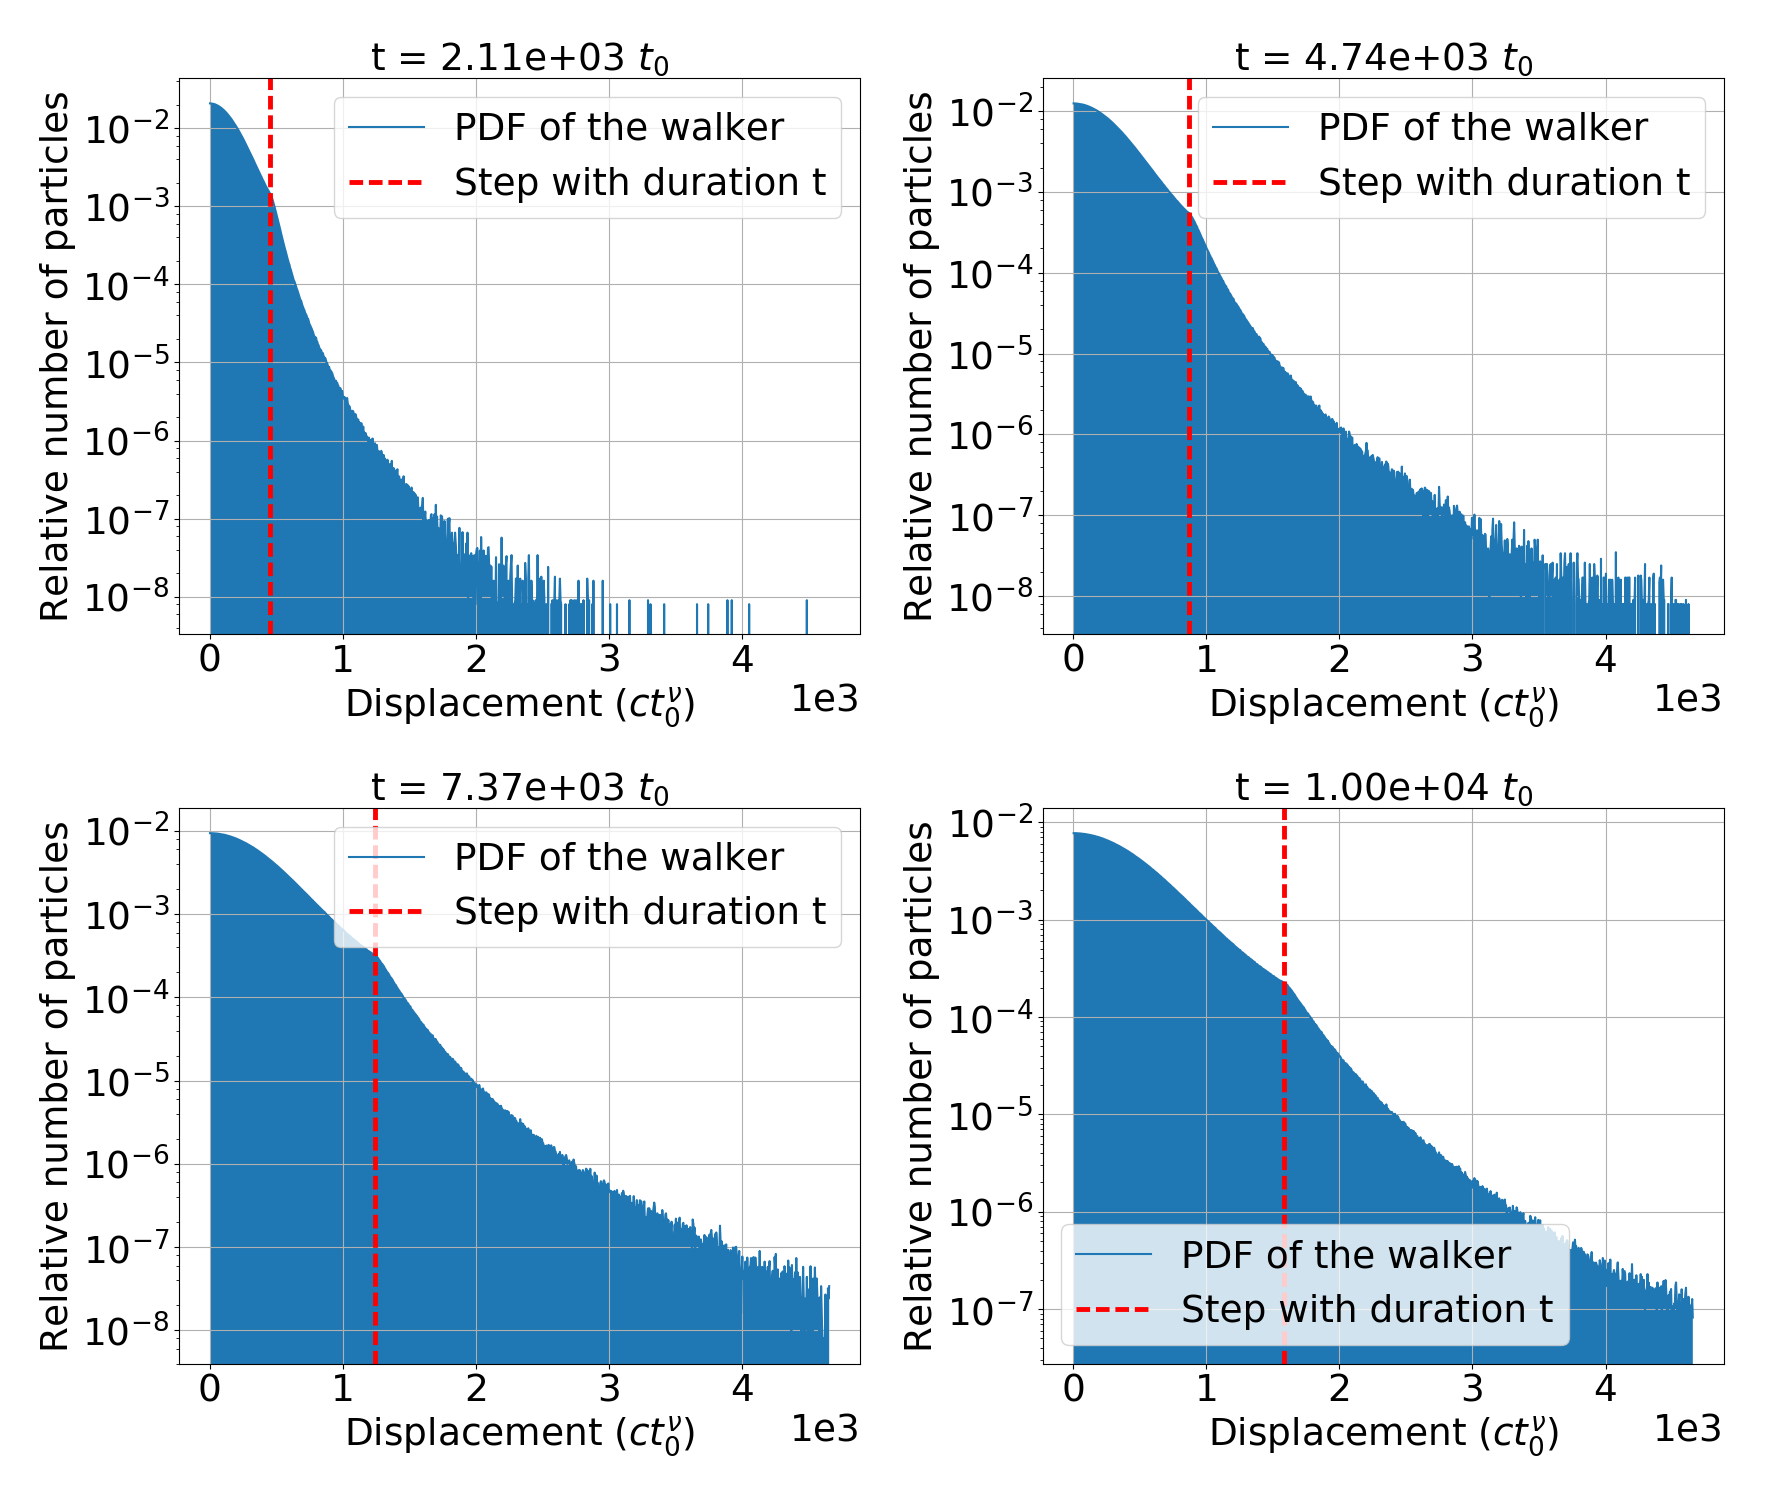 t = 2.11e+03 t₀
Relative number of particles
10⁻²
10⁻³
10⁻⁴
10⁻⁵
10⁻⁶
10⁻⁷
10⁻⁸
PDF of the walker
Step with duration t
0 1 2 3 4
1e3
Displacement (ct₀^ν)
t = 4.74e+03 t₀
Relative number of particles
10⁻²
10⁻³
10⁻⁴
10⁻⁵
10⁻⁶
10⁻⁷
10⁻⁸
PDF of the walker
Step with duration t
0 1 2 3 4
1e3
Displacement (ct₀^ν)
t = 7.37e+03 t₀
Relative number of particles
10⁻²
10⁻³
10⁻⁴
10⁻⁵
10⁻⁶
10⁻⁷
10⁻⁸
PDF of the walker
Step with duration t
0 1 2 3 4
1e3
Displacement (ct₀^ν)
t = 1.00e+04 t₀
Relative number of particles
10⁻²
10⁻³
10⁻⁴
10⁻⁵
10⁻⁶
10⁻⁷
PDF of the walker
Step with duration t
0 1 2 3 4
1e3
Displacement (ct₀^ν)